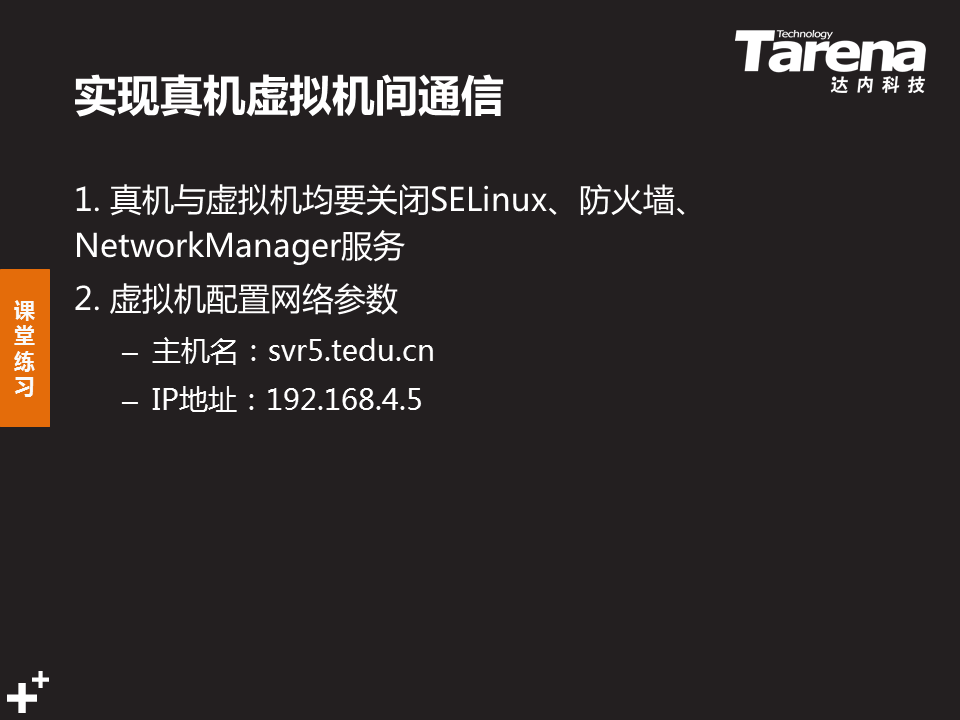 Technology
Tarena
达内科技
实现真机虚拟机间通信
1. 真机与虚拟机均要关闭SELinux、防火墙、
NetworkManager服务
2. 虚拟机配置网络参数
– 主机名：svr5.tedu.cn
– IP地址：192.168.4.5
课
堂
练
习